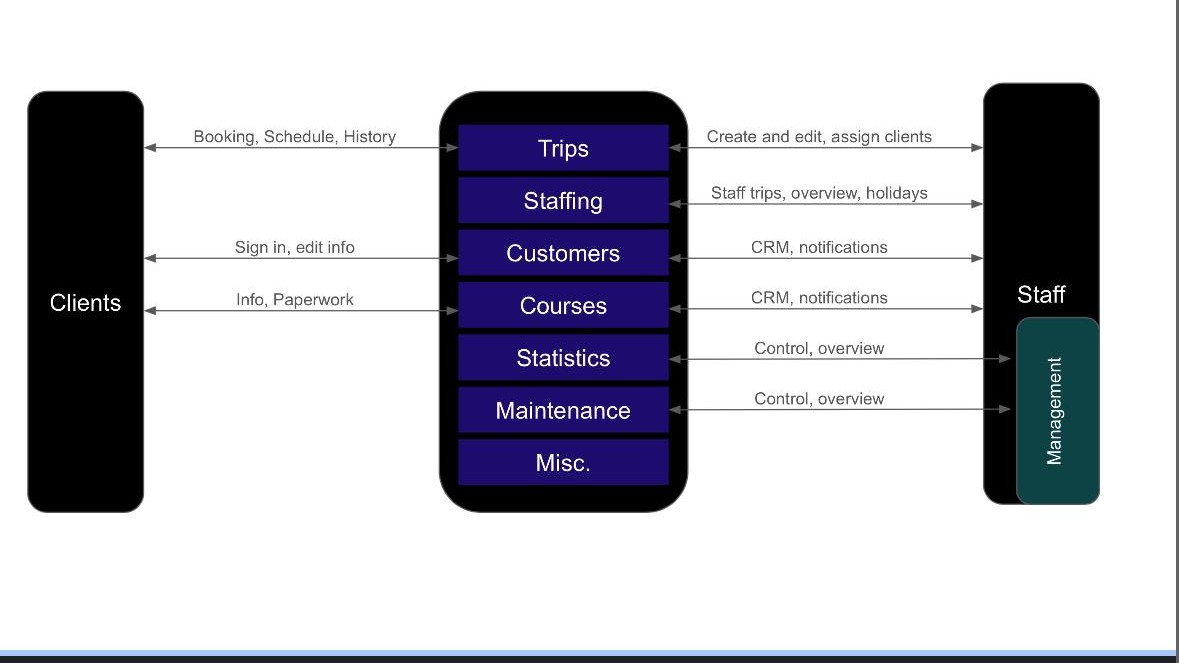 Clients
Booking, Schedule, History
Sign in, edit info
Info, Paperwork
Trips
Staffing
Customers
Courses
Statistics
Maintenance
Misc.
Create and edit, assign clients
Staff trips, overview, holidays
CRM, notifications
CRM, notifications
Control, overview
Control, overview
Staff
Management